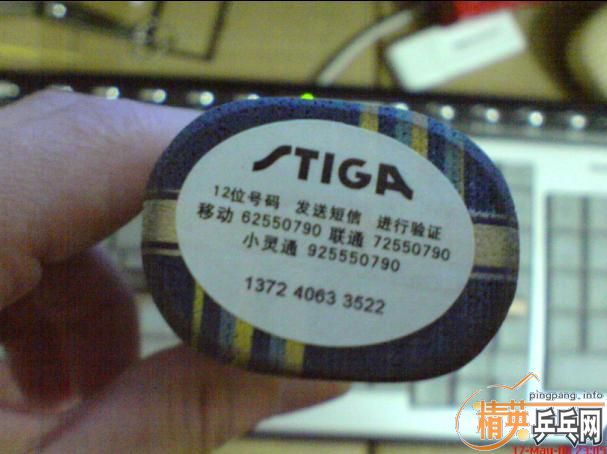 STIGA
12位号码 发送短信 进行验证
移动 62550790 联通 72550790
小灵通 925550790
1372 4063 3522
pingpang.info
精英乒乓网